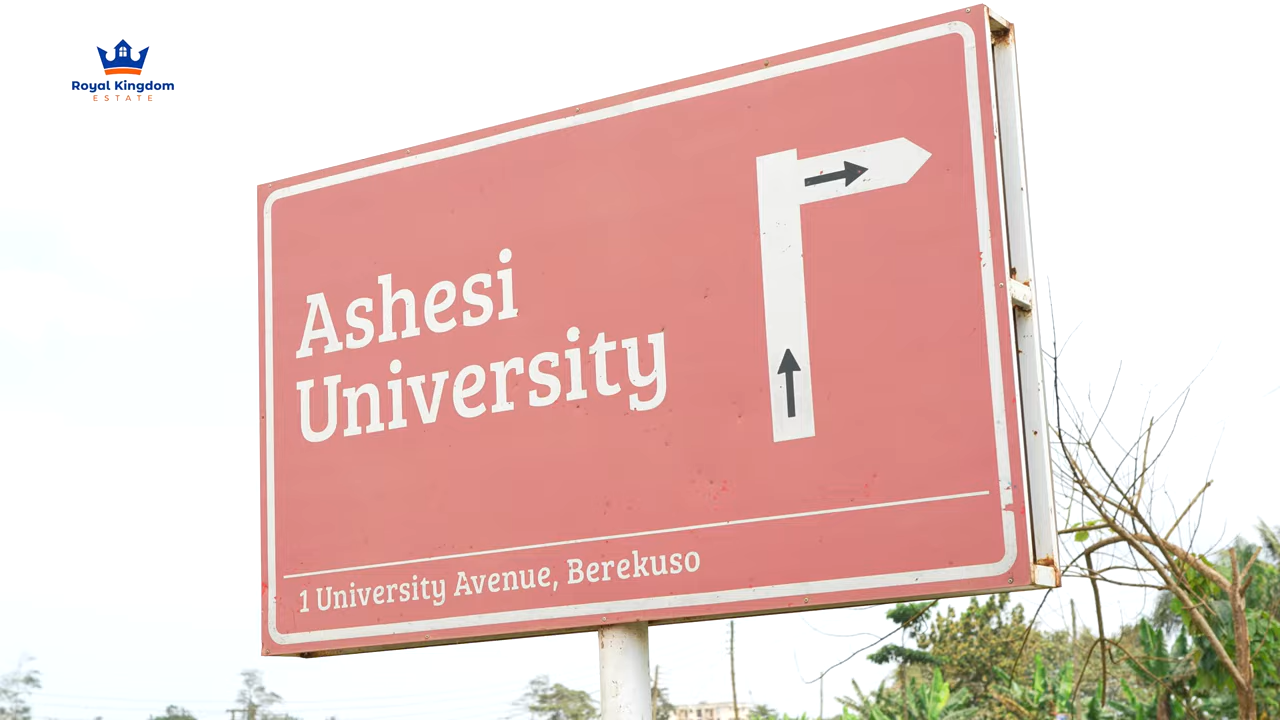 Royal Kingdom
ESTATE
Ashesi
University
1 University Avenue, Berekuso